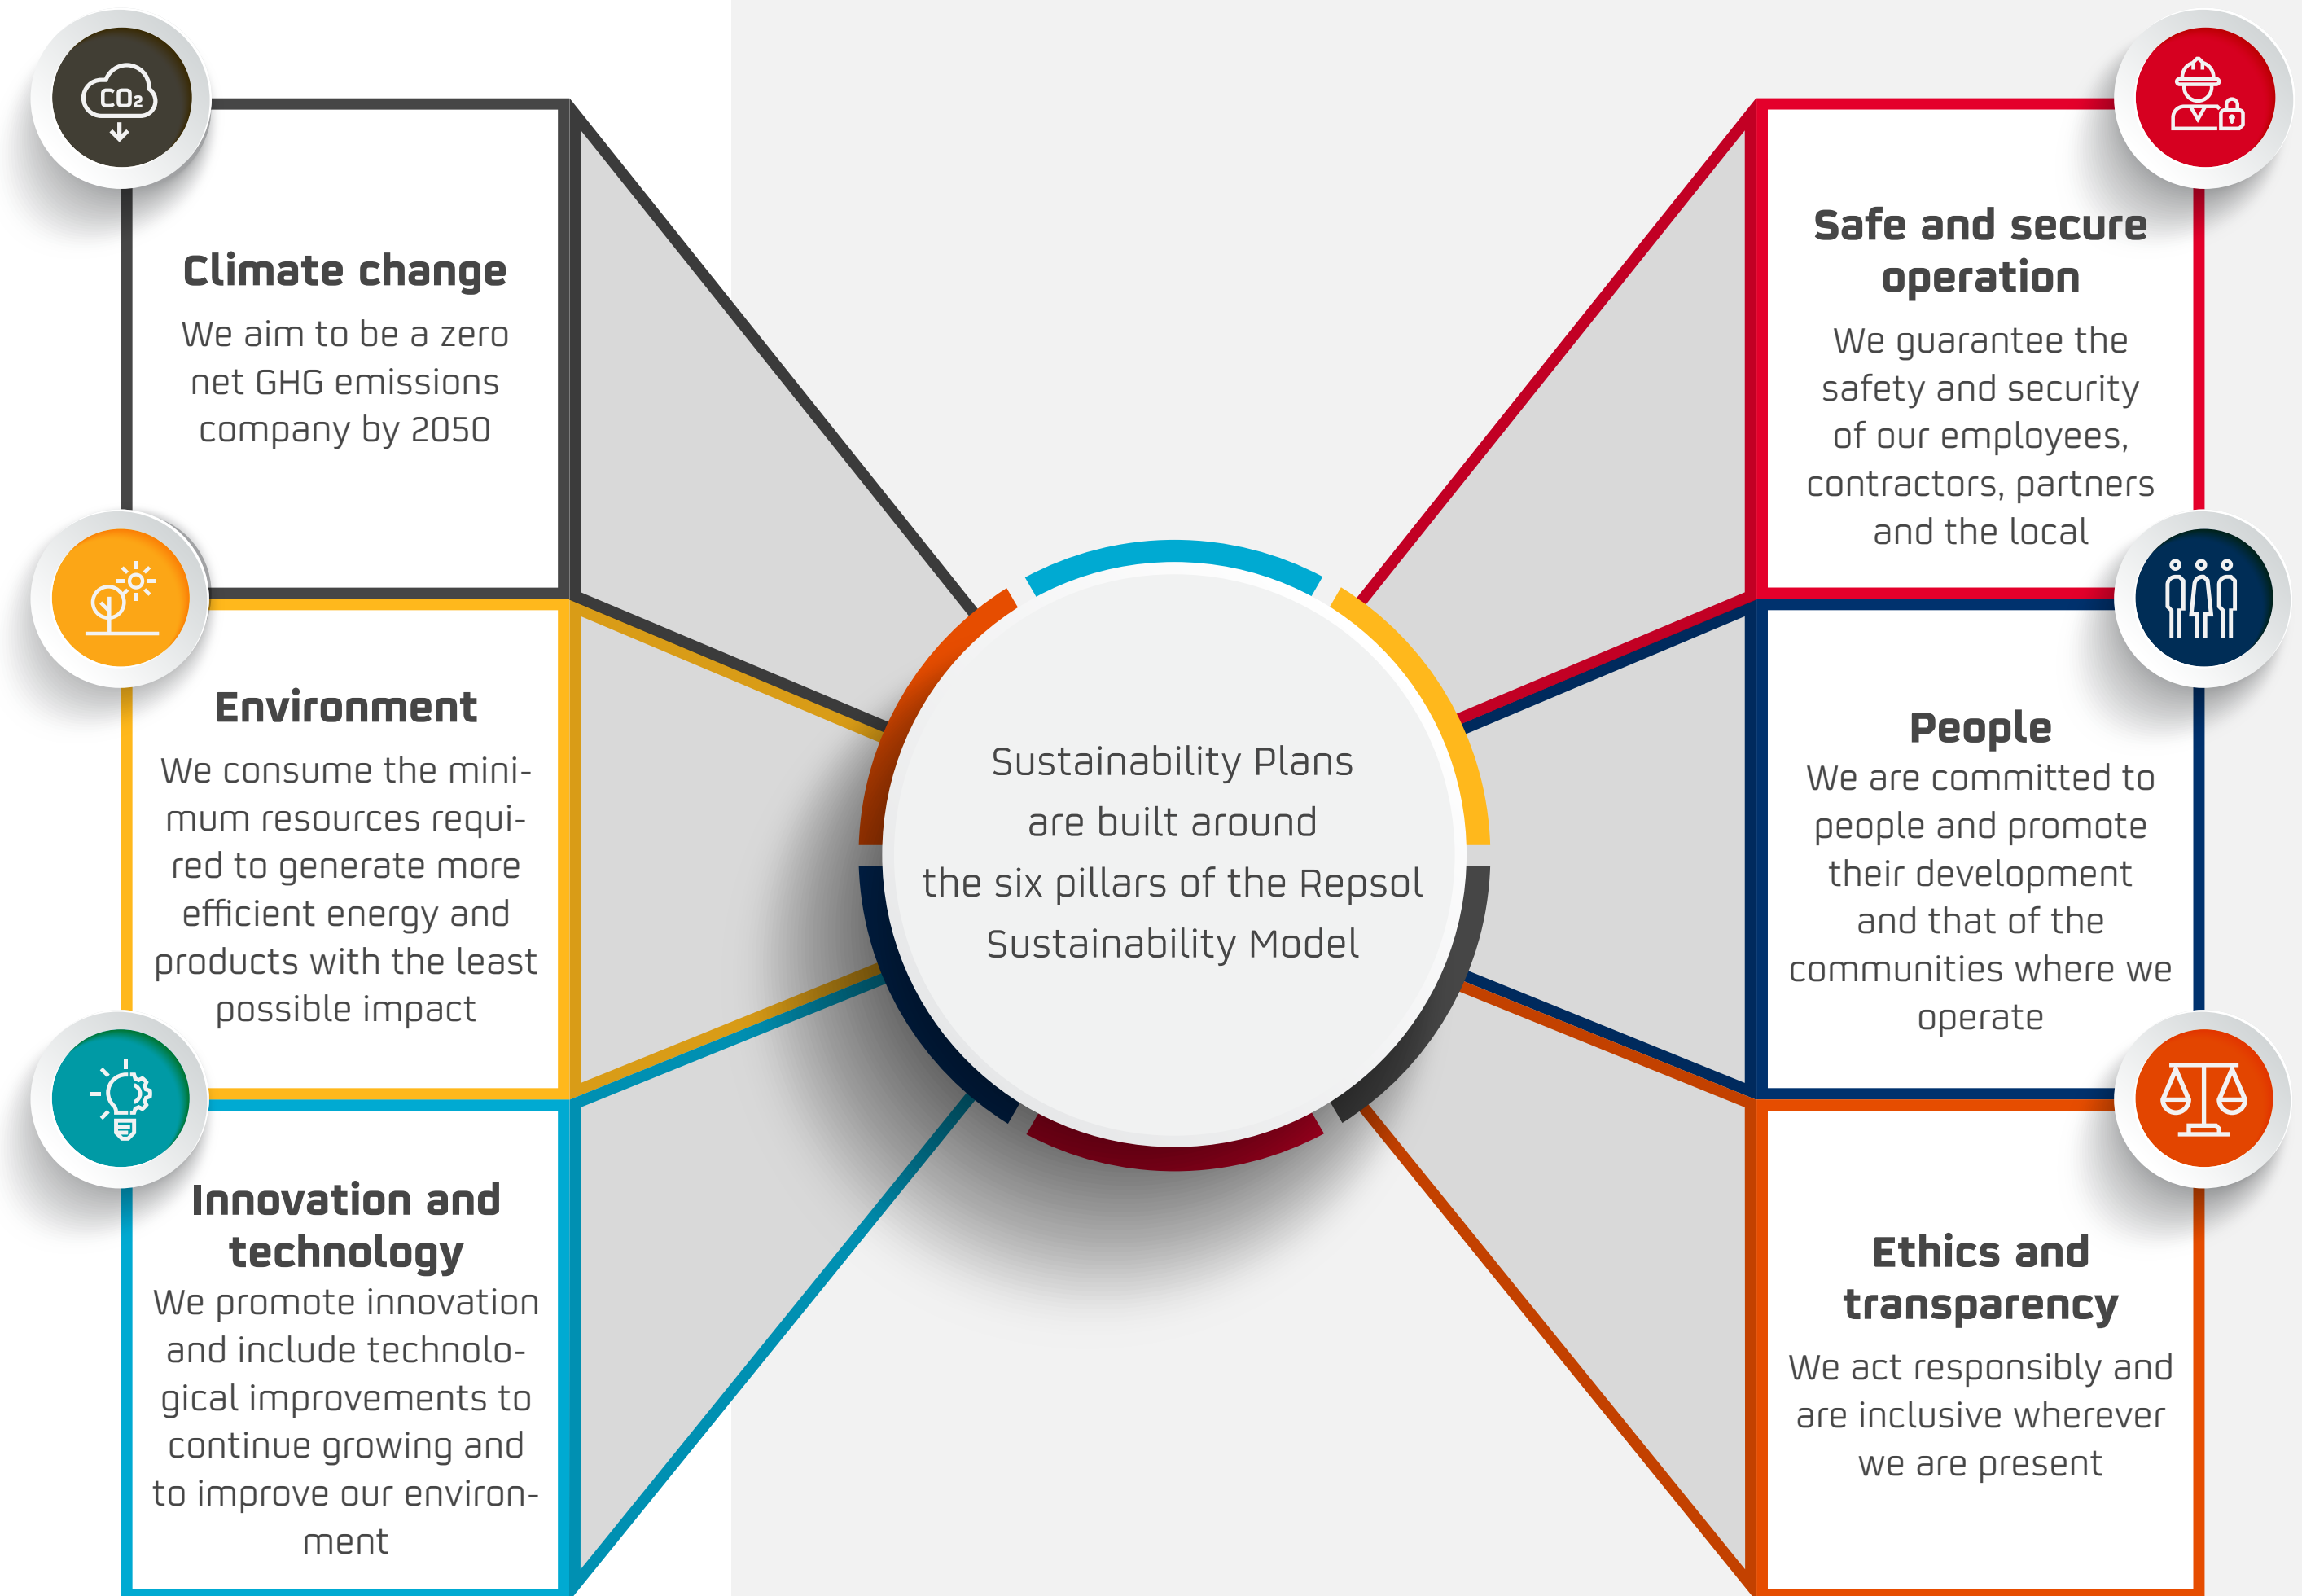 CO₂
Climate change
We aim to be a zero
net GHG emissions
company by 2050
Environment
We consume the mini-
mum resources requi-
red to generate more
efficient energy and
products with the least
possible impact
Innovation and
technology
We promote innovation
and include technolo-
gical improvements to
continue growing and
to improve our environ-
ment
Sustainability Plans
are built around
the six pillars of the Repsol
Sustainability Model
Safe and secure
operation
We guarantee the
safety and security
of our employees,
contractors, partners
and the local
People
We are committed to
people and promote
their development
and that of the
communities where we
operate
Ethics and
transparency
We act responsibly and
are inclusive wherever
we are present